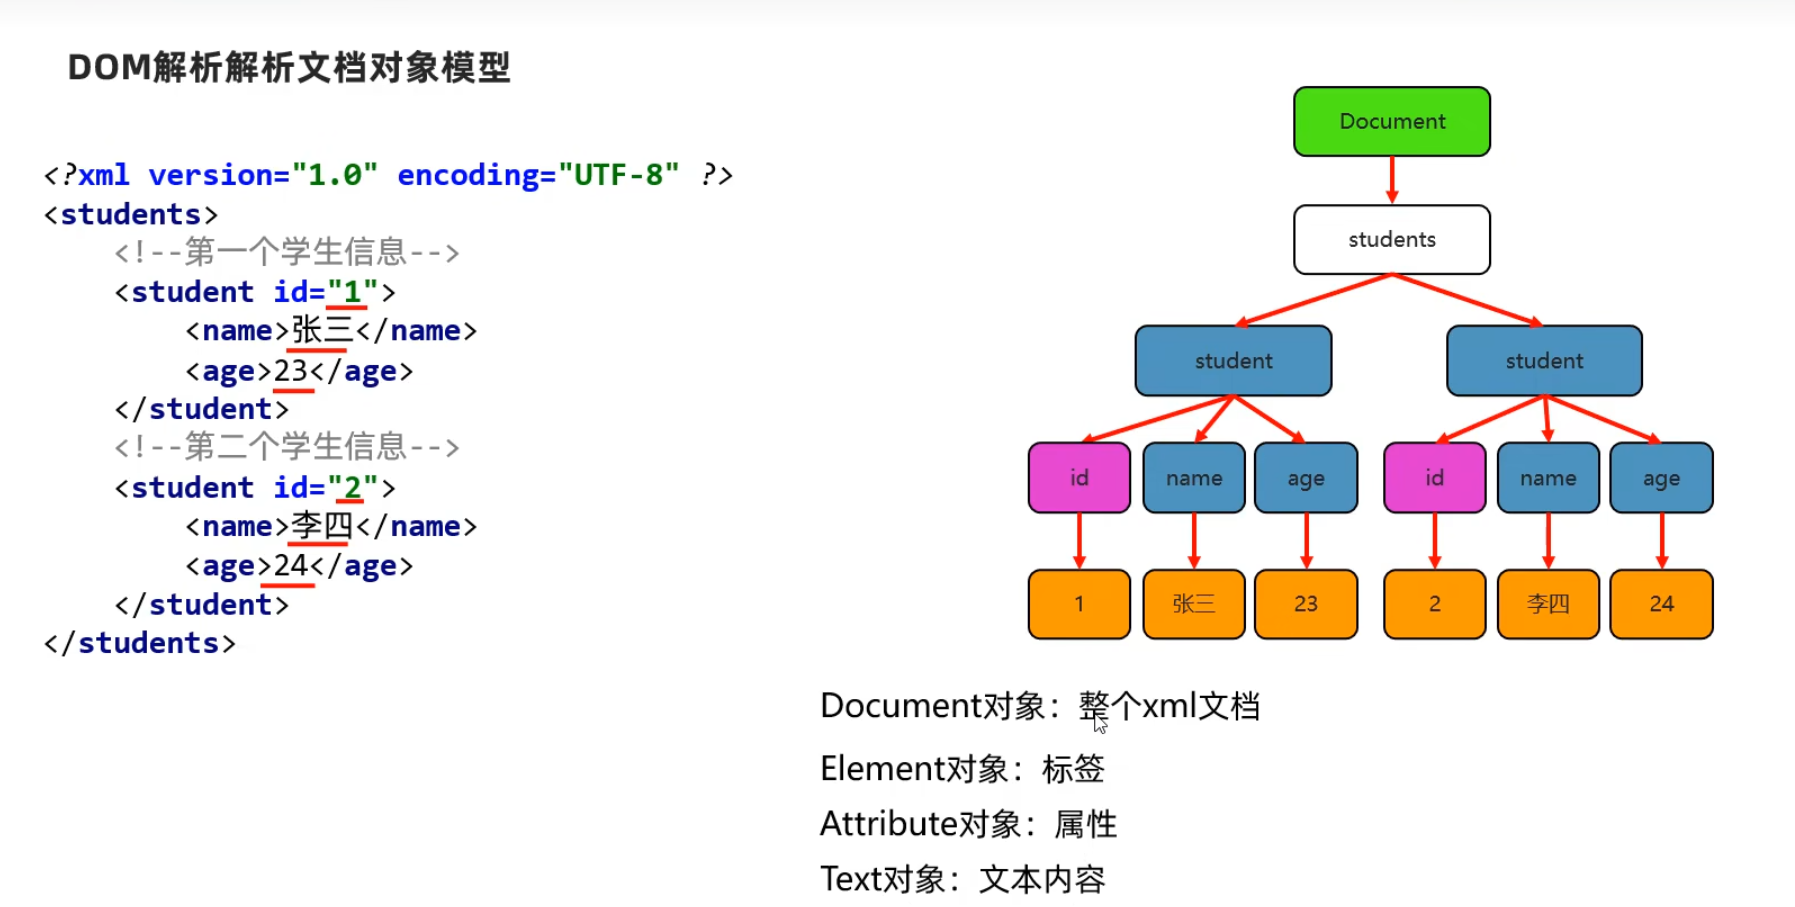 DOM解析解析文档对象模型
<?xml version="1.0" encoding="UTF-8" ?>
<students>
<!--第一个学生信息-->
<student id="1">
<name>张三</name>
<age>23</age>
</student>
<!--第二个学生信息-->
<student id="2">
<name>李四</name>
<age>24</age>
</student>
</students>
Document
students
student student
id name age id name age
1 张三 23 2 李四 24
Document对象：整个xml文档
Element对象：标签
Attribute对象：属性
Text对象：文本内容